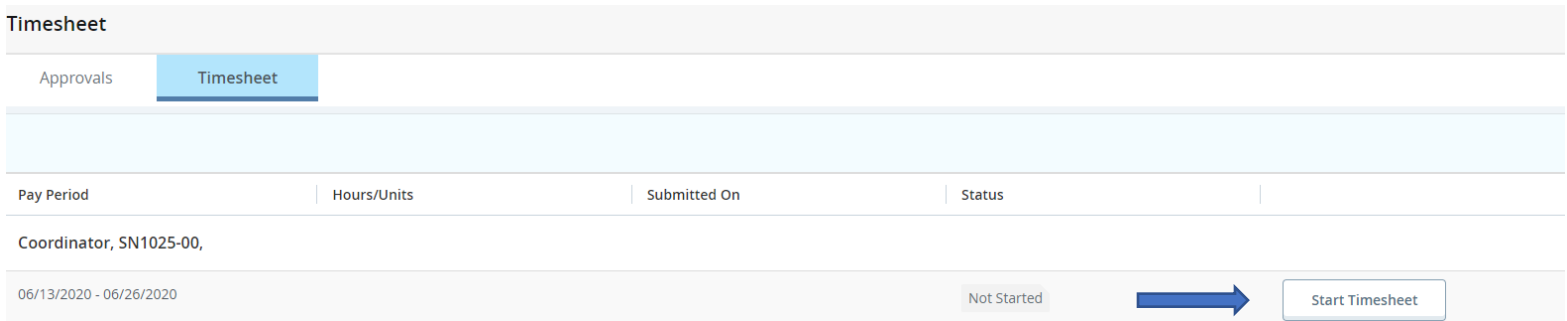 Timesheet
Approvals Timesheet
Pay Period Hours/Units Submitted On Status
Coordinator, SN1025-00,
06/13/2020 - 06/26/2020 Not Started Start Timesheet